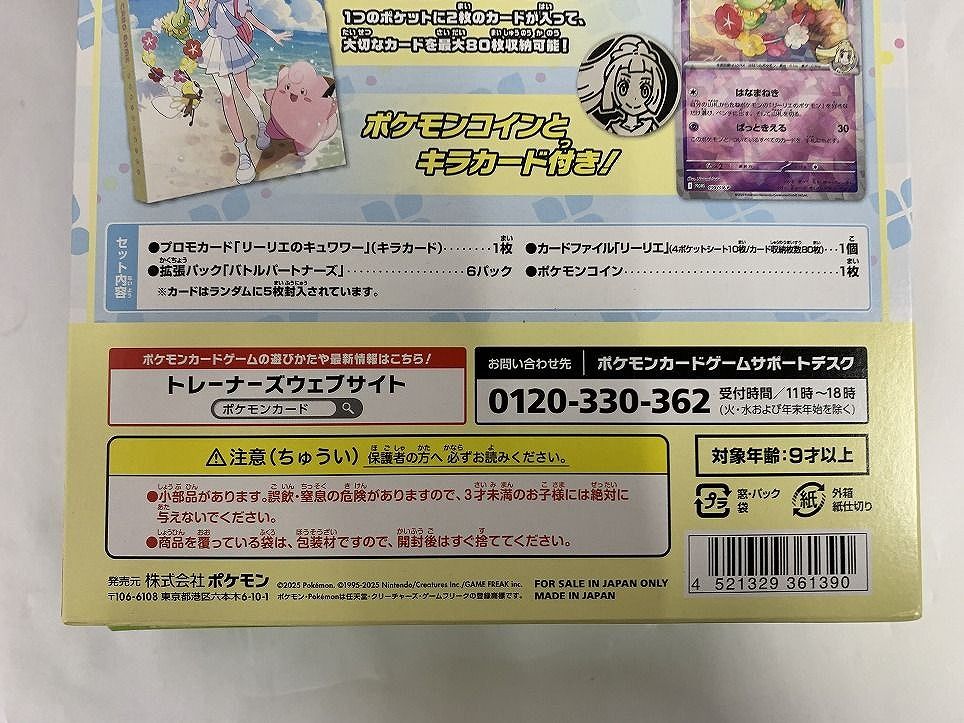 1つのポケットに2枚のカードが入って、
大切なカードを最大80枚収納可能！
ポケモンコインと
キラカード付き！
はなまねき
ぱっときえる 30
セット内容
●プロモカード「リーリエのキュワワー」（キラカード）········1枚
●拡張パック「バトルパートナーズ」····················6パック
※カードはランダムに5枚封入されています。
●カードファイル「リーリエ」（4ポケットシート10枚/カード収納枚数80枚）···1個
●ポケモンコイン····································1枚
ポケモンカードゲームの遊びかたや最新情報はこちら！
トレーナーズウェブサイト
ポケモンカード
お問い合わせ先 ポケモンカードゲームサポートデスク
0120-330-362 受付時間／11時～18時
（火・水および年末年始を除く）
注意（ちゅうい） 保護者の方へ 必ずお読みください。
●小部品があります。誤飲・窒息の危険がありますので、3才未満のお子様には絶対に
与えないでください。
●商品を覆っている袋は、包装材ですので、開封後はすぐ捨ててください。
対象年齢：9才以上
プラ 窓・パック
袋
紙 外箱
紙仕切り
発売元 株式会社ポケモン
〒106-6108 東京都港区六本木6-10-1
©2025 Pokémon. ©1995-2025 Nintendo/Creatures Inc./GAME FREAK inc.
ポケモン・Pokémonは任天堂・クリーチャーズ・ゲームフリークの登録商標です。
FOR SALE IN JAPAN ONLY
MADE IN JAPAN
4 521329 361390